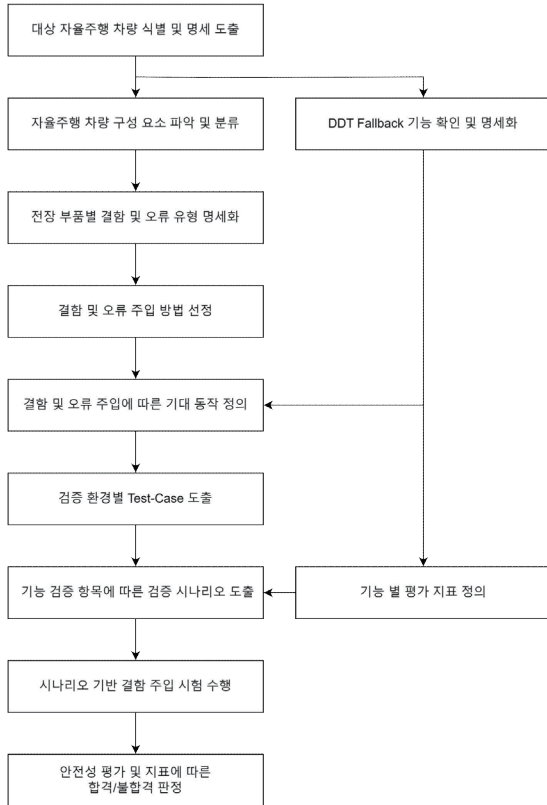 대상 자율주행 차량 식별 및 명세 도출
자율주행 차량 구성 요소 파악 및 분류
DDT Fallback 기능 확인 및 명세화
전장 부품별 결함 및 오류 유형 명세화
결함 및 오류 주입 방법 선정
결함 및 오류 주입에 따른 기대 동작 정의
검증 환경별 Test-Case 도출
기능 검증 항목에 따른 검증 시나리오 도출
기능 별 평가 지표 정의
시나리오 기반 결함 주입 시험 수행
안전성 평가 및 지표에 따른
합격/불합격 판정